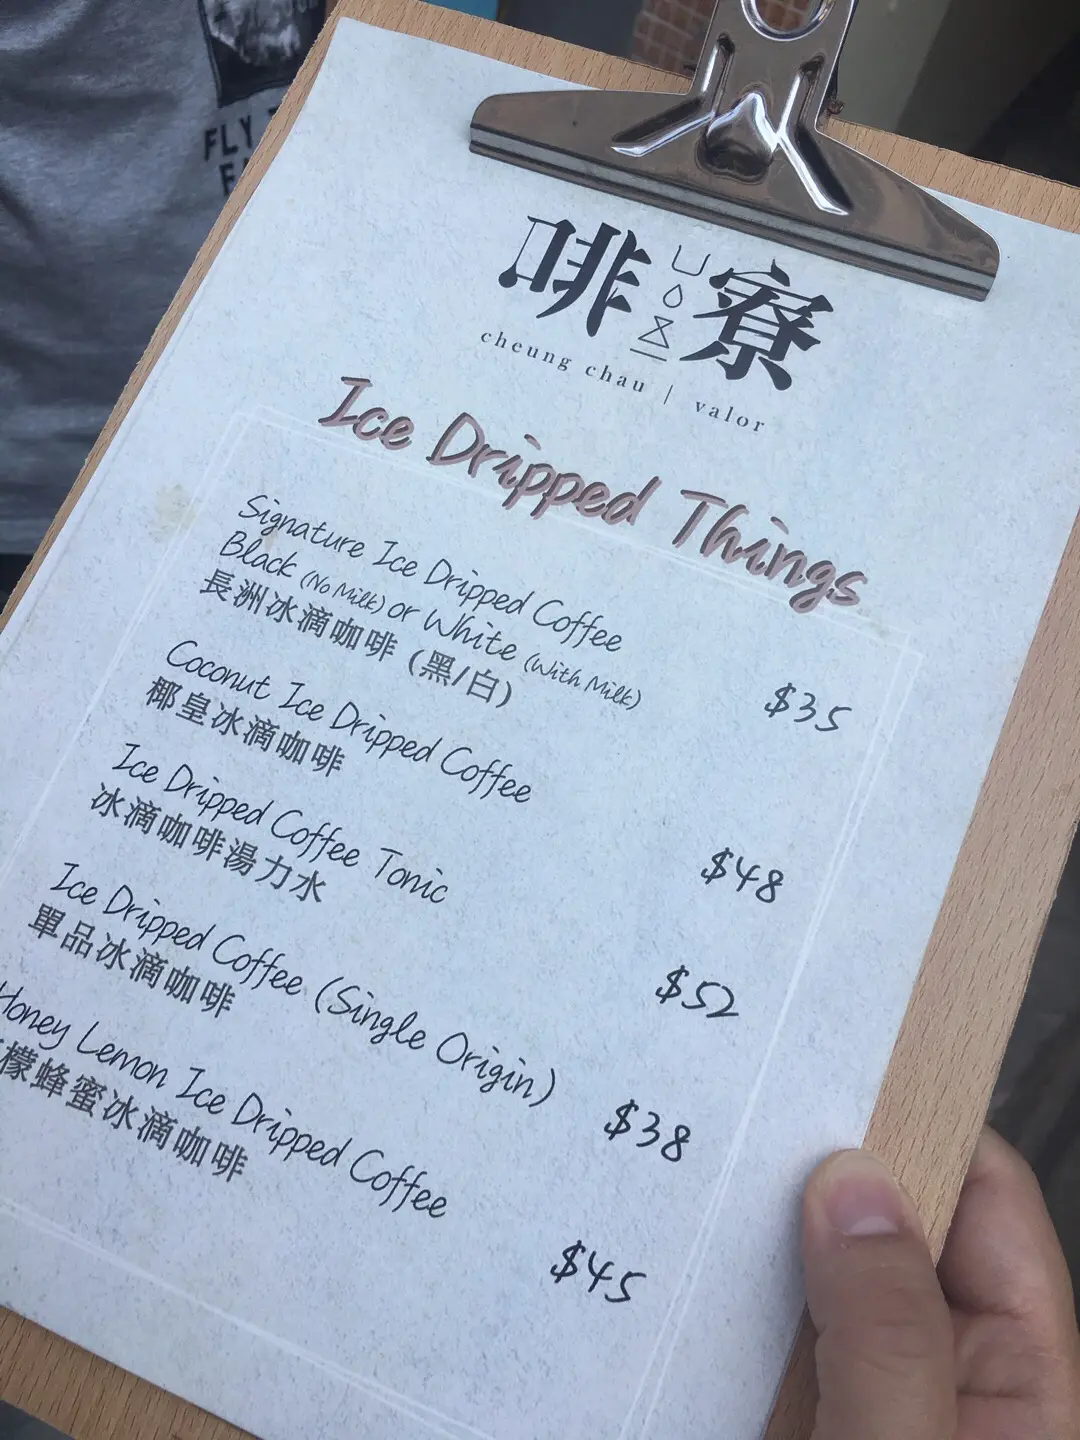 FLY
啡寮
cheung chau | valor
Ice Dripped Things
Signature Ice Dripped Coffee
Black (No Milk) or White (With Milk)
長洲冰滴咖啡 (黑/白)
$35
Coconut Ice Dripped Coffee
椰皇冰滴咖啡
$48
Ice Dripped Coffee Tonic
冰滴咖啡湯力水
$52
Ice Dripped Coffee (Single Origin)
單品冰滴咖啡
$38
Honey Lemon Ice Dripped Coffee
檬蜂蜜冰滴咖啡
$45